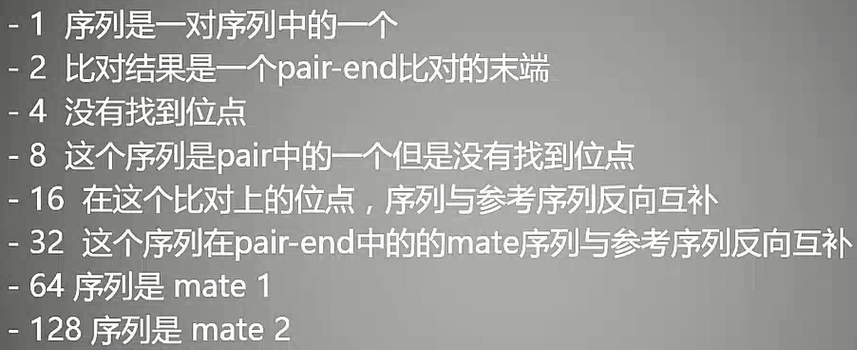 - 1 序列是一对序列中的一个
- 2 比对结果是一个pair-end比对的末端
- 4 没有找到位点
- 8 这个序列是pair中的一个但是没有找到位点
- 16 在这个比对上的位点，序列与参考序列反向互补
- 32 这个序列在pair-end中的的mate序列与参考序列反向互补
- 64 序列是 mate 1
- 128 序列是 mate 2